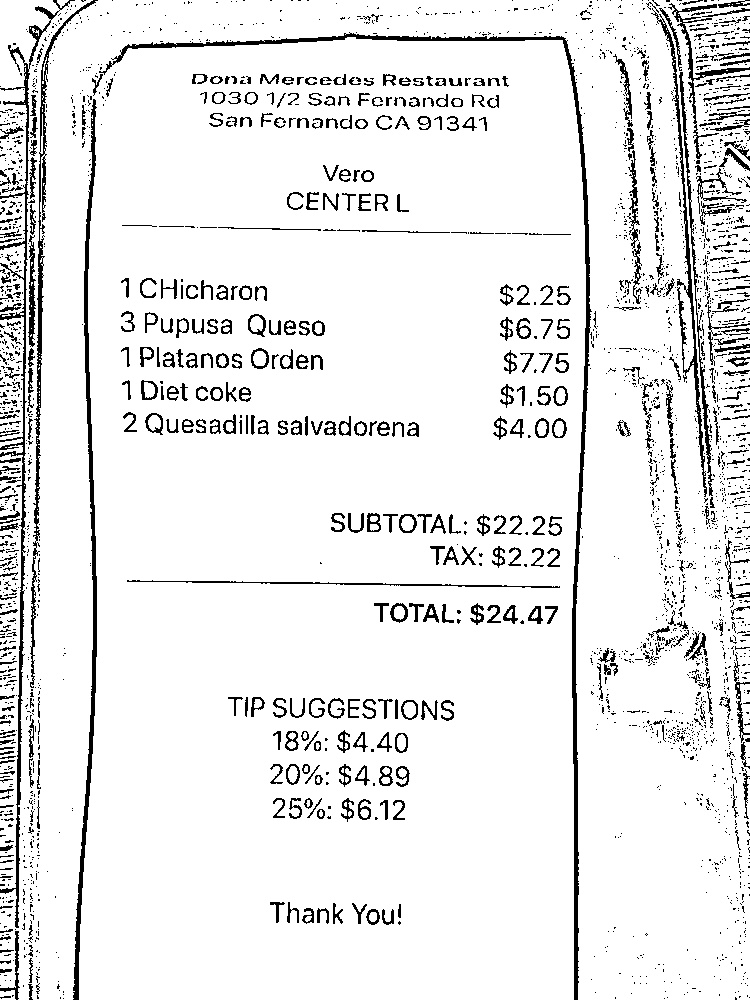 Dona Mercedes Restaurant
1030 1/2 San Fernando Rd
San Fernando CA 91341
Vero
CENTER L
1 CHicharon $2.25
3 Pupusa Queso $6.75
1 Platanos Orden $7.75
1 Diet coke $1.50
2 Quesadilla salvadorena $4.00
SUBTOTAL: $22.25
TAX: $2.22
TOTAL: $24.47
TIP SUGGESTIONS
18%: $4.40
20%: $4.89
25%: $6.12
Thank You!